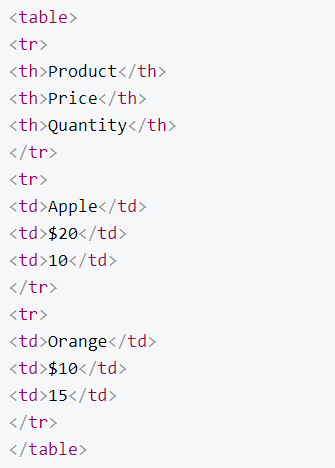 <table>
<tr>
<th>Product</th>
<th>Price</th>
<th>Quantity</th>
</tr>
<tr>
<td>Apple</td>
<td>$20</td>
<td>10</td>
</tr>
<tr>
<td>Orange</td>
<td>$10</td>
<td>15</td>
</tr>
</table>